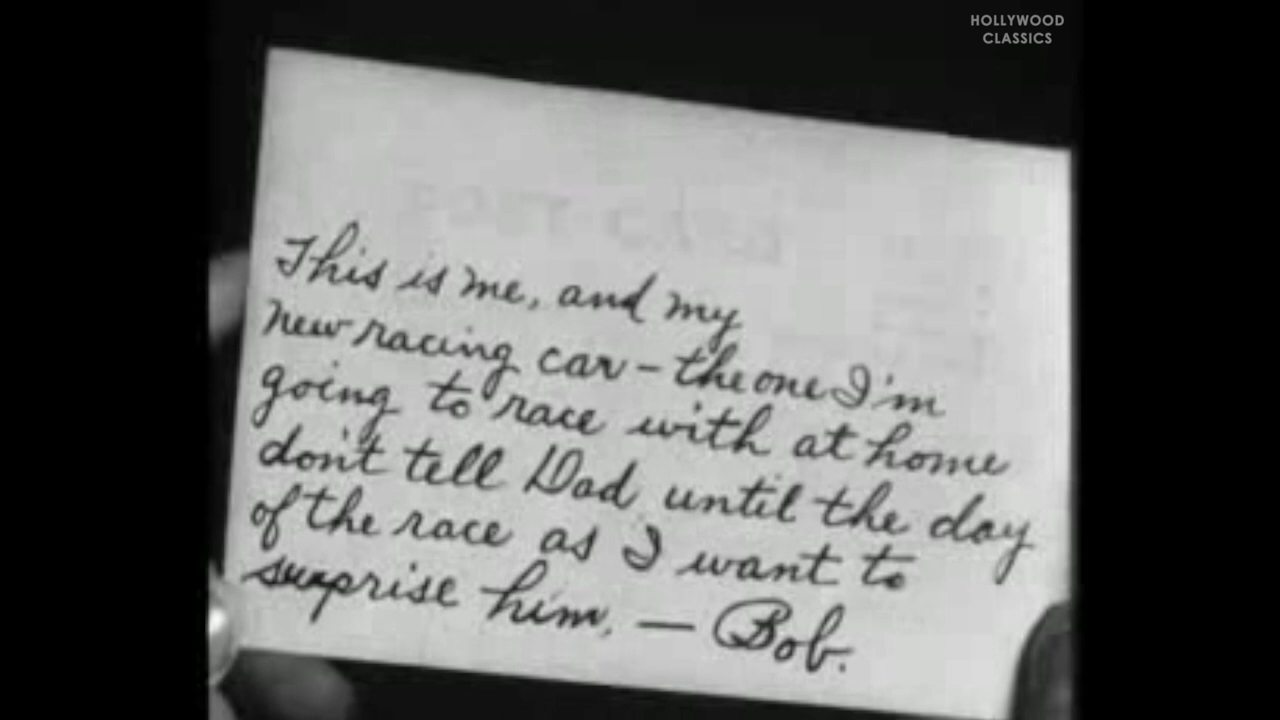 HOLLYWOOD
CLASSICS
This is me, and my
new racing car - the one I'm
going to race with at home
don't tell Dad until the day
of the race as I want to
surprise him. — Bob.